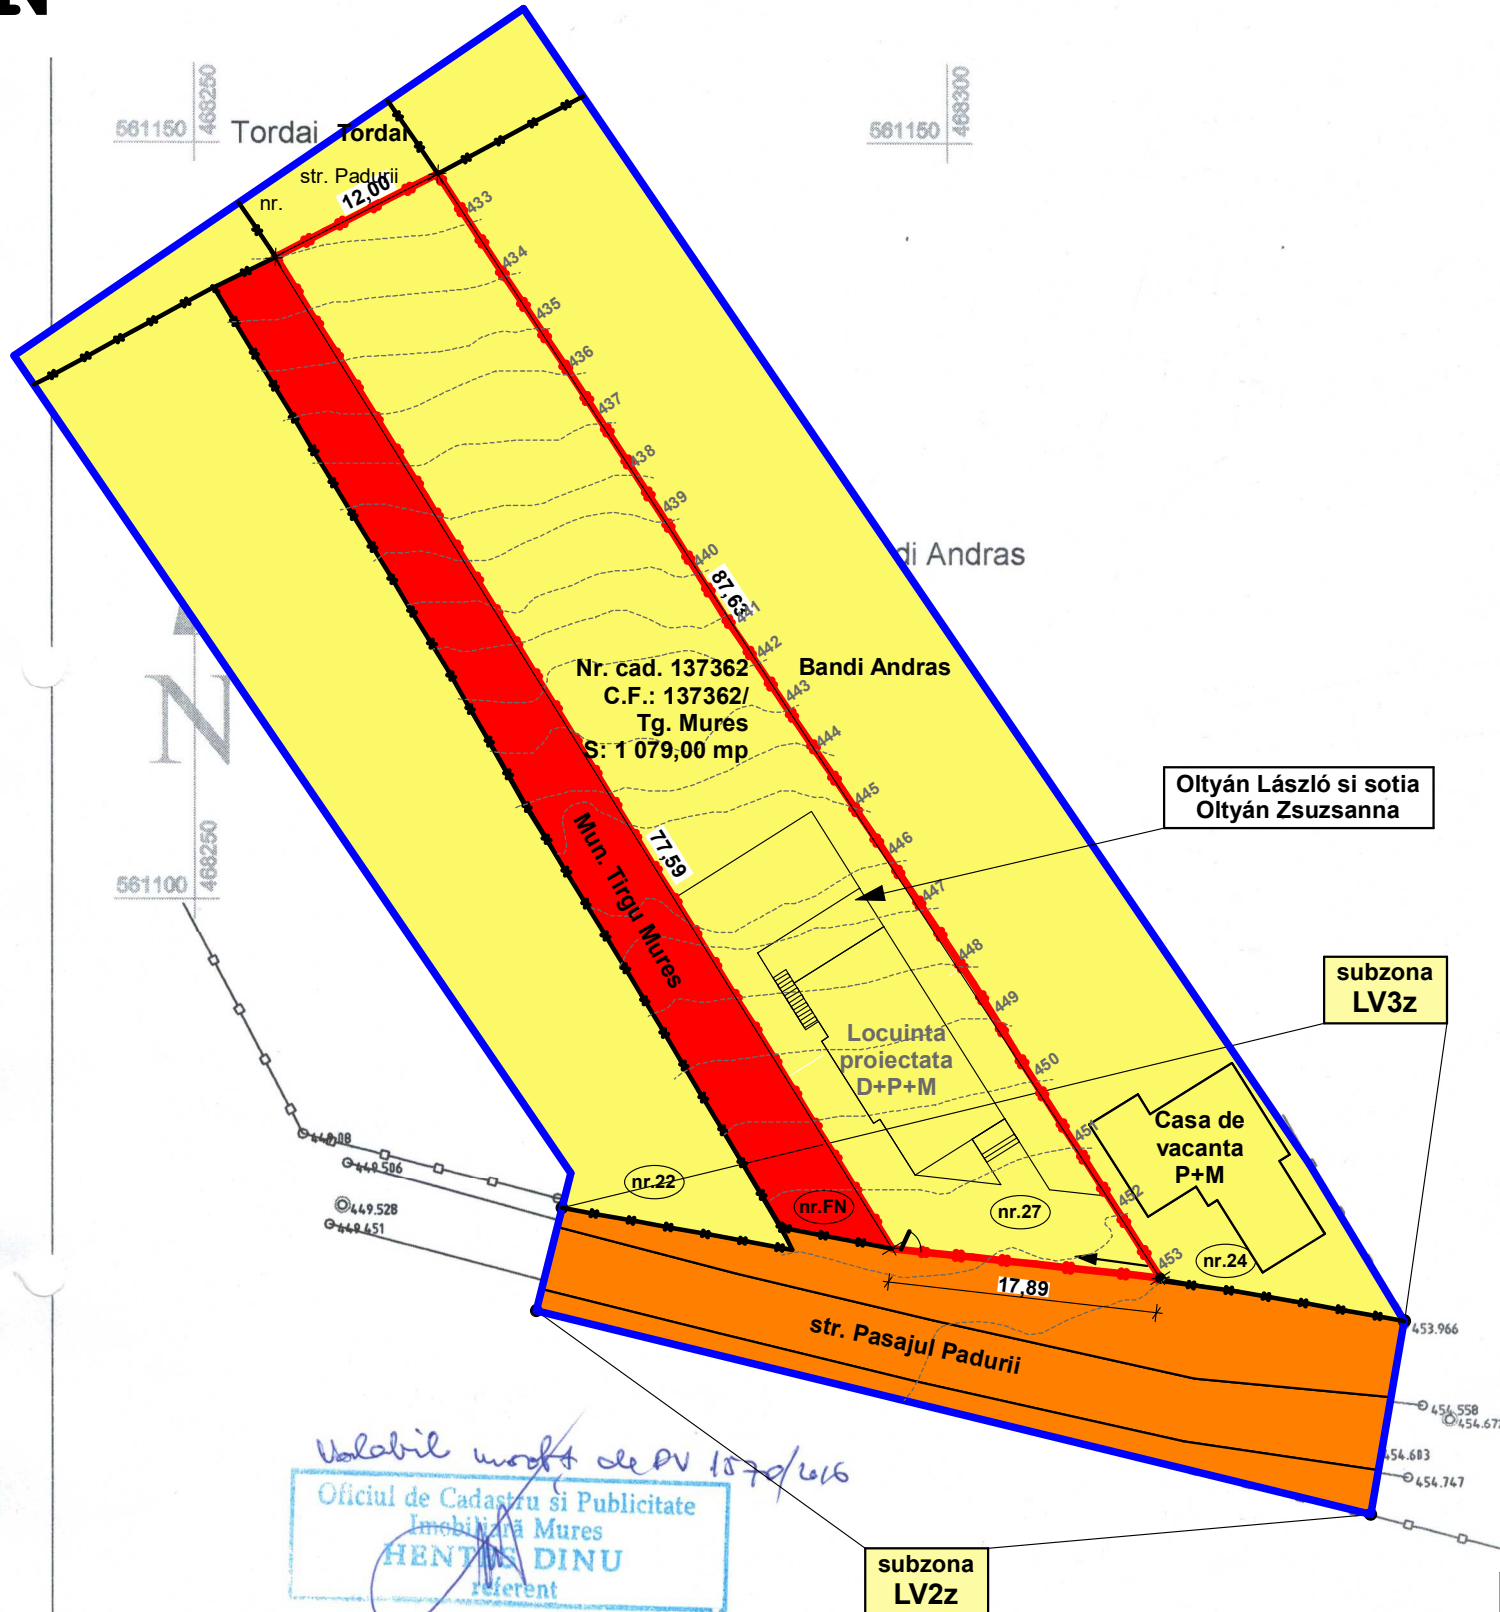 N
561150
468250
Tordai
Tordai
561150
468300
str. Padurii
nr.
12,00
433
434
435
436
437
438
439
440
87,63
441
442
443
444
445
446
447
448
449
450
451
452
453
di Andras
Bandi Andras
Nr. cad. 137362
C.F.: 137362/
Tg. Mures
S: 1 079,00 mp
N
561100
468250
77,59
Mun. Tirgu Mures
Oltyán László si sotia
Oltyán Zsuzsanna
subzona
LV3z
Locuinta
proiectata
D+P+M
Casa de
vacanta
P+M
449.506
449.528
449.451
nr.22
nr.FN
nr.27
nr.24
17,89
str. Pasajul Padurii
453.966
454.558
454.683
454.747
Oficiul de Cadastru si Publicitate
Imobiliară Mures
DINU
referent
subzona
LV2z